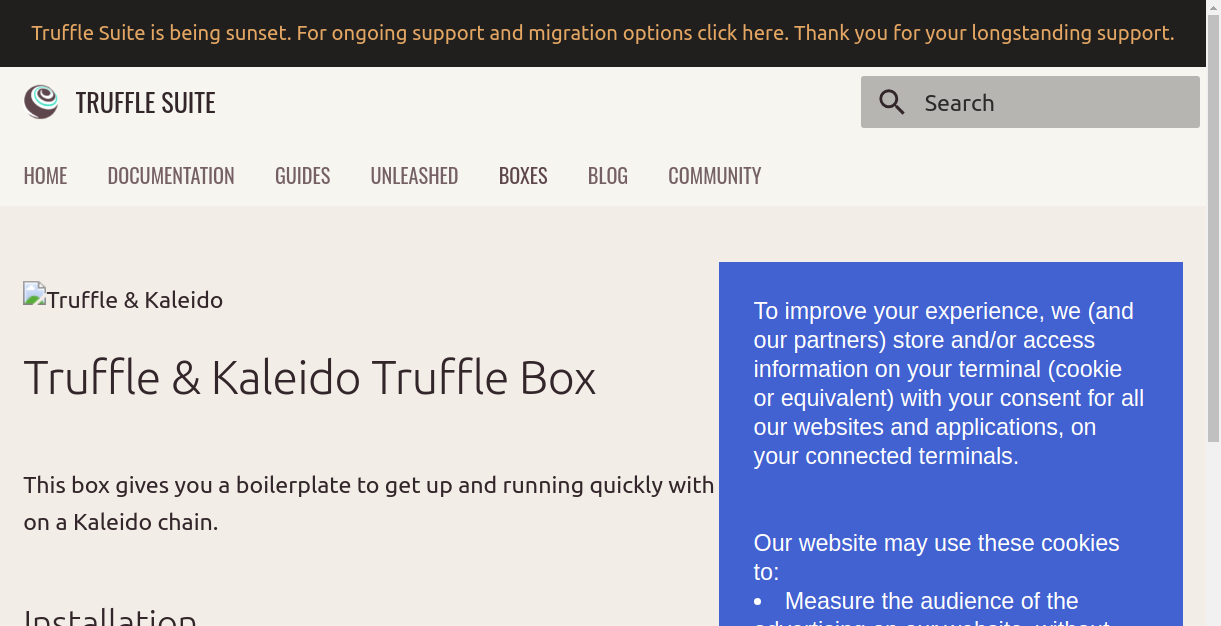 Truffle Suite is being sunset. For ongoing support and migration options click here. Thank you for your longstanding support.
TRUFFLE SUITE
Search
HOME DOCUMENTATION GUIDES UNLEASHED BOXES BLOG COMMUNITY
Truffle & Kaleido
Truffle & Kaleido Truffle Box
This box gives you a boilerplate to get up and running quickly with
on a Kaleido chain.
Installation
To improve your experience, we (and
our partners) store and/or access
information on your terminal (cookie
or equivalent) with your consent for all
our websites and applications, on
your connected terminals.
Our website may use these cookies
to:
• Measure the audience of the
advertising on our website, without